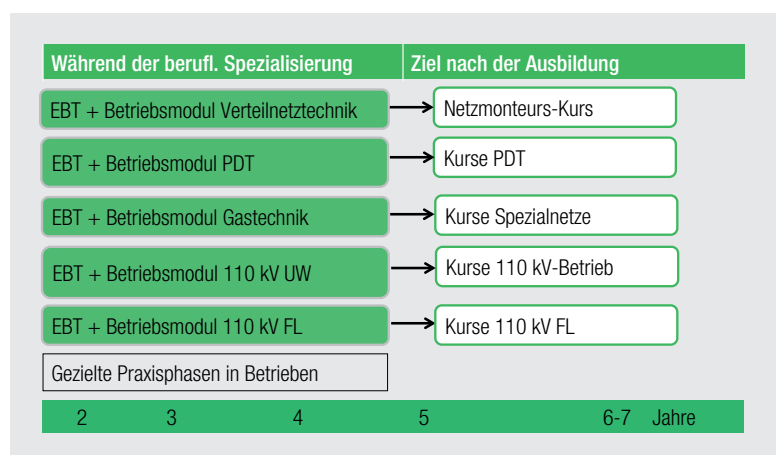 Während der berufl. Spezialisierung Ziel nach der Ausbildung
EBT + Betriebsmodul Verteilnetztechnik Netzmonteurs-Kurs
EBT + Betriebsmodul PDT Kurse PDT
EBT + Betriebsmodul Gastechnik Kurse Spezialnetze
EBT + Betriebsmodul 110 kV UW Kurse 110 kV-Betrieb
EBT + Betriebsmodul 110 kV FL Kurse 110 kV FL
Gezielte Praxisphasen in Betrieben
2 3 4 5 6-7 Jahre